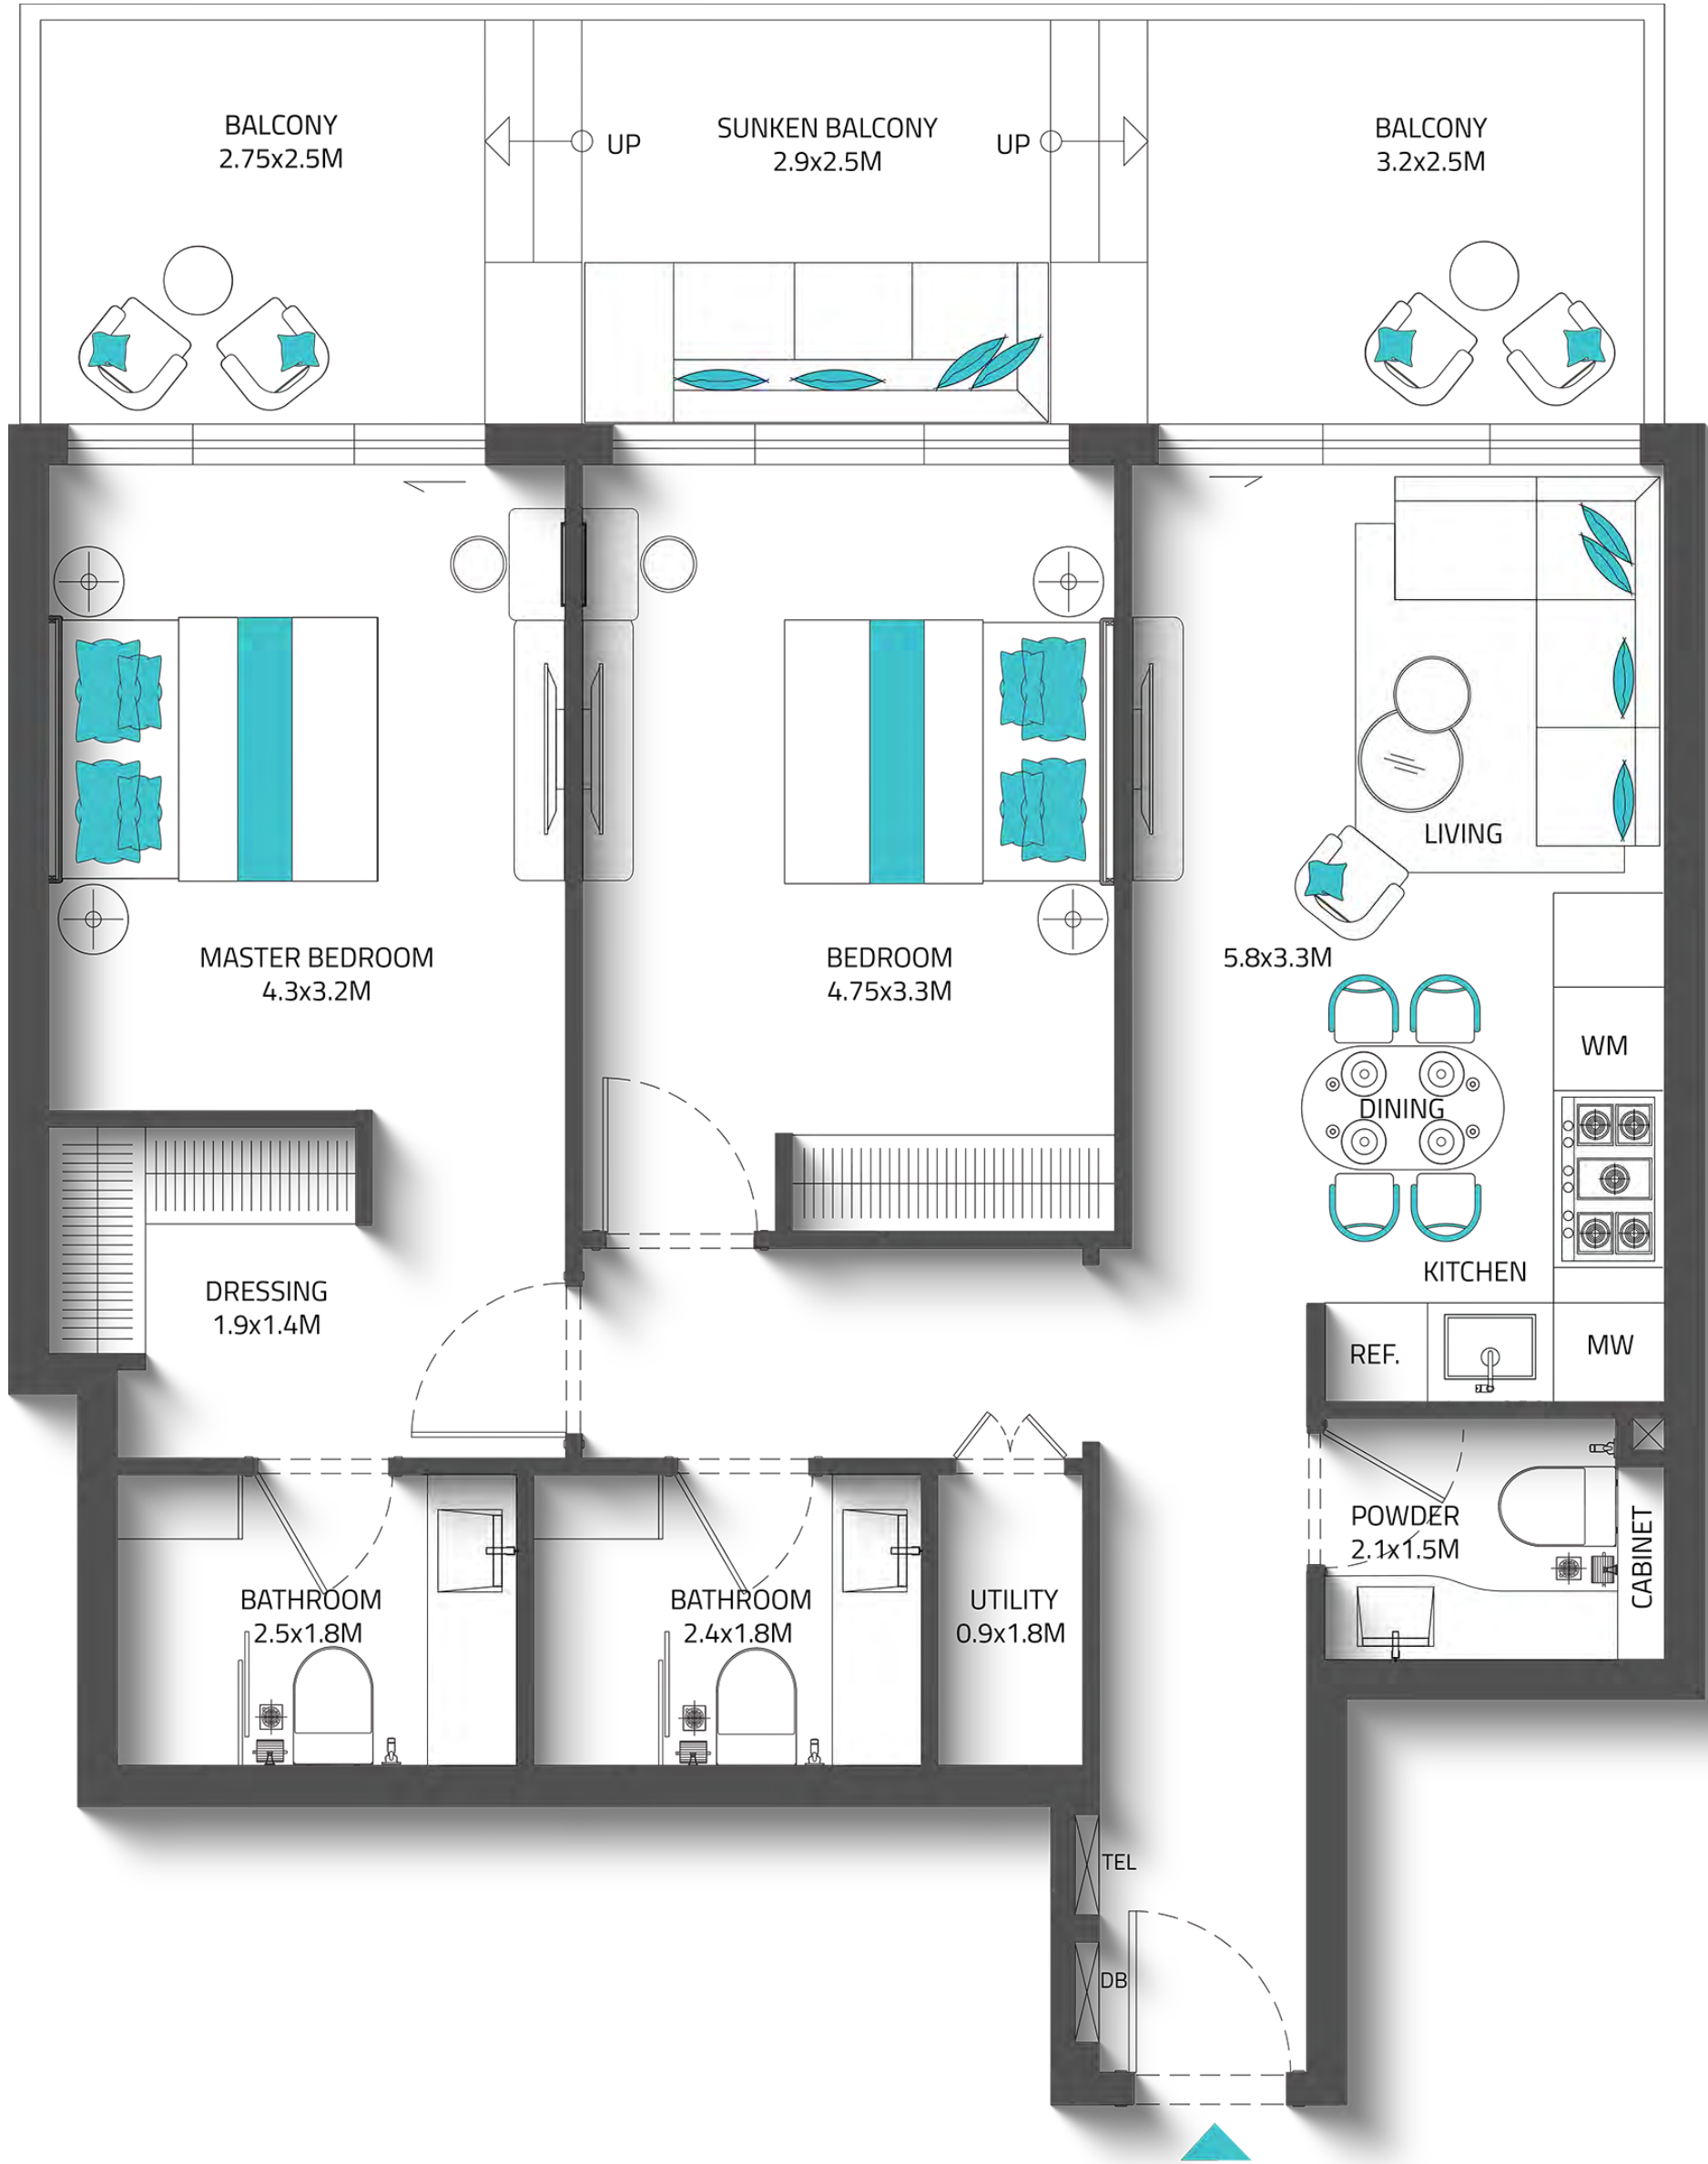 BALCONY
2.75x2.5M
UP
SUNKEN BALCONY
2.9x2.5M
UP
BALCONY
3.2x2.5M
LIVING
MASTER BEDROOM
4.3x3.2M
BEDROOM
4.75x3.3M
5.8x3.3M
WM
DINING
KITCHEN
DRESSING
1.9x1.4M
REF.
MW
POWDER
2.1x1.5M
CABINET
BATHROOM
2.5x1.8M
BATHROOM
2.4x1.8M
UTILITY
0.9x1.8M
TEL
DB